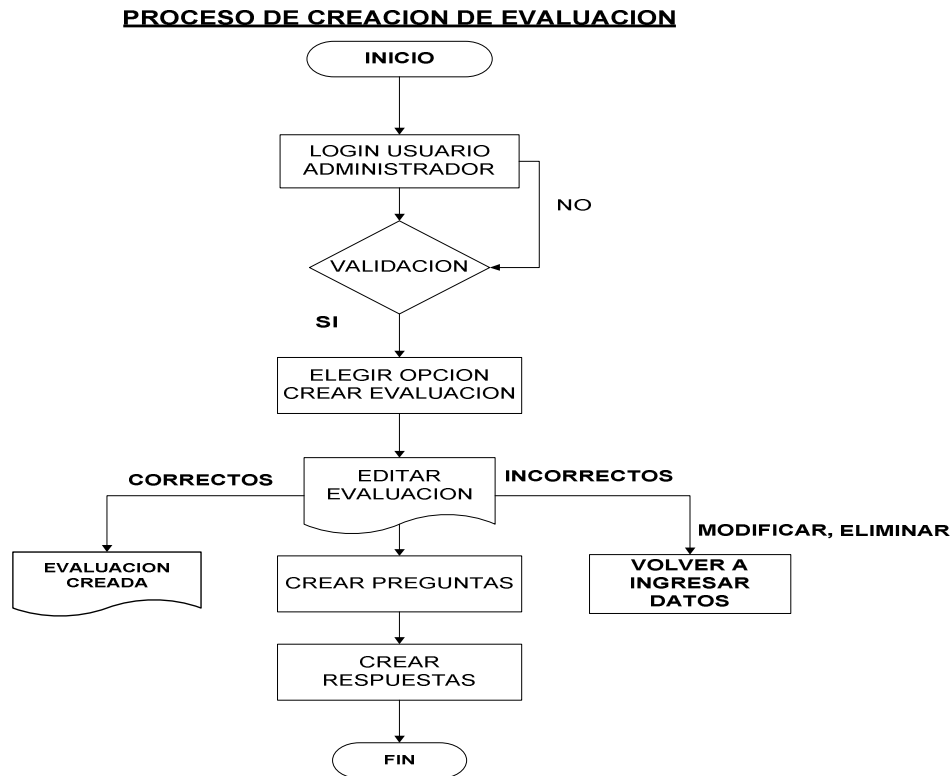 PROCESO DE CREACION DE EVALUACION
INICIO
LOGIN USUARIO
ADMINISTRADOR
NO
VALIDACION
SI
ELEGIR OPCION
CREAR EVALUACION
CORRECTOS
EDITAR
EVALUACION
INCORRECTOS
MODIFICAR, ELIMINAR
EVALUACION
CREADA
CREAR PREGUNTAS
VOLVER A
INGRESAR
DATOS
CREAR
RESPUESTAS
FIN